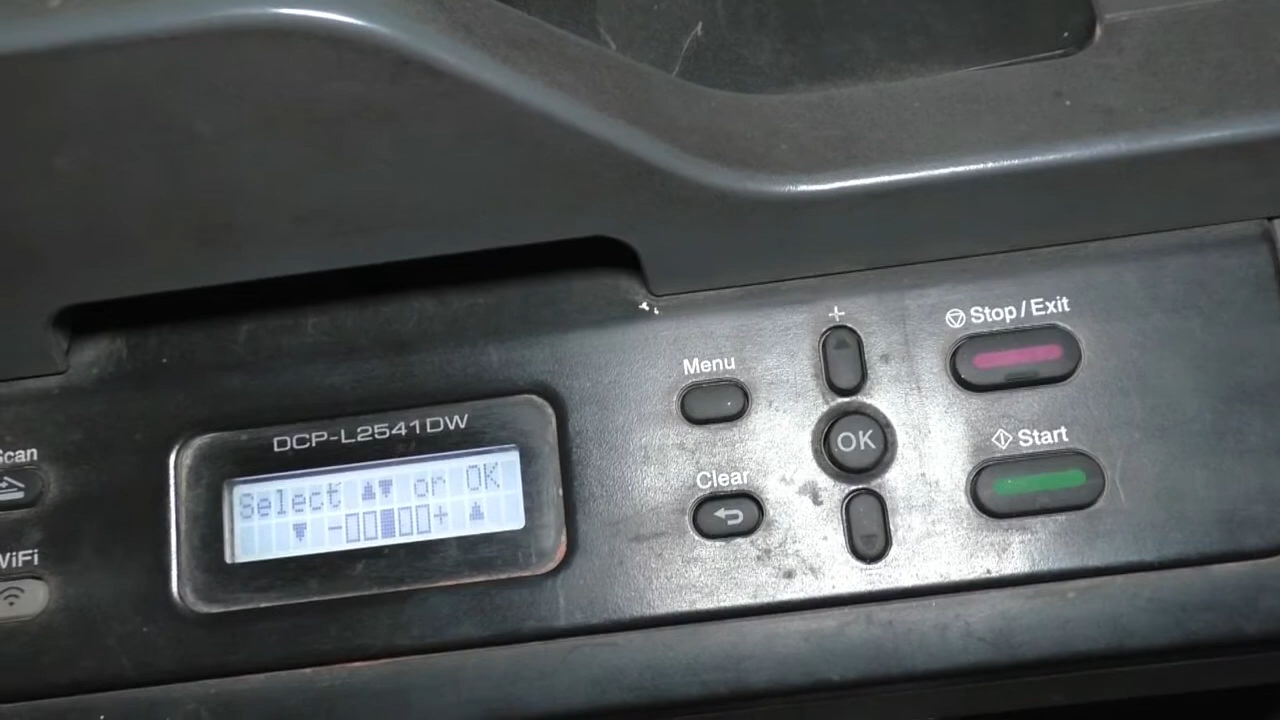 Scan
WiFi
DCP-L2541DW
Select ▲▼ or OK
▼ -□□■□□+ ▲
Menu
Clear
+
OK
Stop / Exit
Start